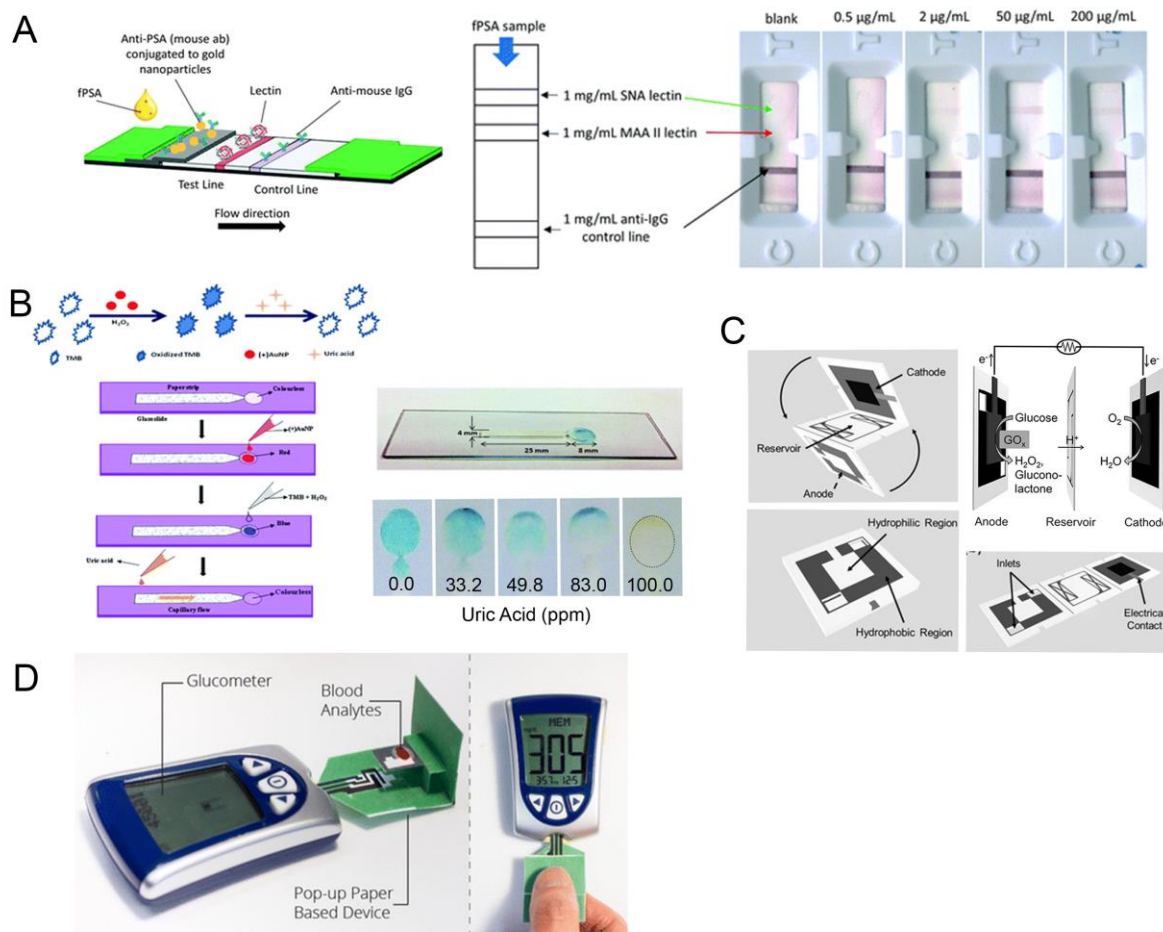 A
Anti-PSA (mouse ab)
conjugated to gold
nanoparticles
fPSA
Lectin
Anti-mouse IgG
Test Line
Control Line
Flow direction
fPSA sample
1 mg/mL SNA lectin
1 mg/mL MAA II lectin
1 mg/mL anti-IgG
control line
blank
0.5 µg/mL
2 µg/mL
50 µg/mL
200 µg/mL
B
H₂O₂
TMB
Oxidized TMB
(+)AuNP
Uric acid
Paper strip
Colourless
Glass slide
(+)AuNP
Red
TMB + H₂O₂
Blue
Uric acid
Colourless
Capillary flow
4 mm
25 mm
8 mm
0.0
33.2
49.8
83.0
100.0
Uric Acid (ppm)
C
Cathode
Reservoir
Anode
e⁻
e⁻
Glucose
GOₓ
H₂O₂,
Glucono-
lactone
H⁺
O₂
H₂O
Anode
Reservoir
Cathode
Hydrophilic Region
Hydrophobic Region
Inlets
Electrical
Contact
D
Glucometer
Blood
Analytes
Pop-up Paper
Based Device
MEM
305